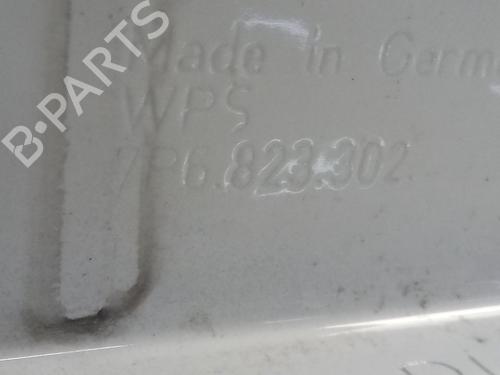 B-PARTS
Made in Germ
WPS
7P6.823.302